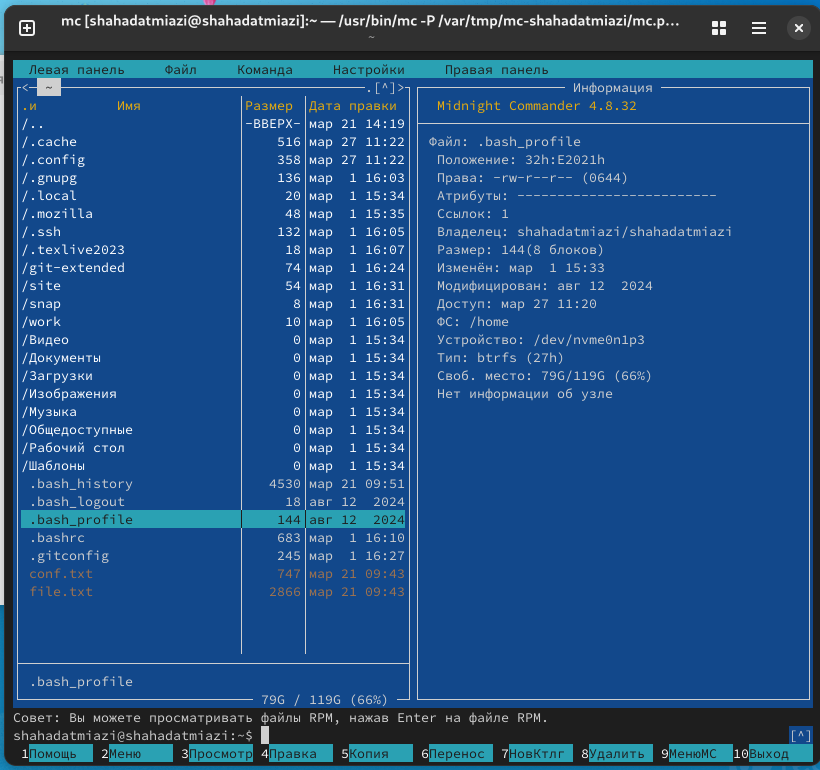 mc [shahadatmiazi@shahadatmiazi]:~ — /usr/bin/mc -P /var/tmp/mc-shahadatmiazi/mc.p…
~
Левая панель Файл Команда Настройки Правая панель
<─ ~ .[^]>
.и Имя Размер Дата правки
/.. -ВВЕРХ- мар 21 14:19
/.cache 516 мар 27 11:22
/.config 358 мар 27 11:22
/.gnupg 136 мар 1 16:03
/.local 20 мар 1 15:34
/.mozilla 48 мар 1 15:35
/.ssh 132 мар 1 16:05
/.texlive2023 18 мар 1 16:07
/git-extended 74 мар 1 16:24
/site 54 мар 1 16:31
/snap 8 мар 1 16:31
/work 10 мар 1 16:05
/Видео 0 мар 1 15:34
/Документы 0 мар 1 15:34
/Загрузки 0 мар 1 15:34
/Изображения 0 мар 1 15:34
/Музыка 0 мар 1 15:34
/Общедоступные 0 мар 1 15:34
/Рабочий стол 0 мар 1 15:34
/Шаблоны 0 мар 1 15:34
.bash_history 4530 мар 21 09:51
.bash_logout 18 авг 12 2024
.bash_profile 144 авг 12 2024
.bashrc 683 мар 1 16:10
.gitconfig 245 мар 1 16:27
conf.txt 747 мар 21 09:43
file.txt 2866 мар 21 09:43
.bash_profile
79G / 119G (66%)
Информация
Midnight Commander 4.8.32
Файл: .bash_profile
Положение: 32h:E2021h
Права: -rw-r--r-- (0644)
Атрибуты: -------------------------
Ссылок: 1
Владелец: shahadatmiazi/shahadatmiazi
Размер: 144(8 блоков)
Изменён: мар 1 15:33
Модифицирован: авг 12 2024
Доступ: мар 27 11:20
ФС: /home
Устройство: /dev/nvme0n1p3
Тип: btrfs (27h)
Своб. место: 79G/119G (66%)
Нет информации об узле
Совет: Вы можете просматривать файлы RPM, нажав Enter на файле RPM.
shahadatmiazi@shahadatmiazi:~$ [^]
1Помощь 2Меню 3Просмотр 4Правка 5Копия 6Перенос 7НовКтлг 8Удалить 9МенюМС 10Выход